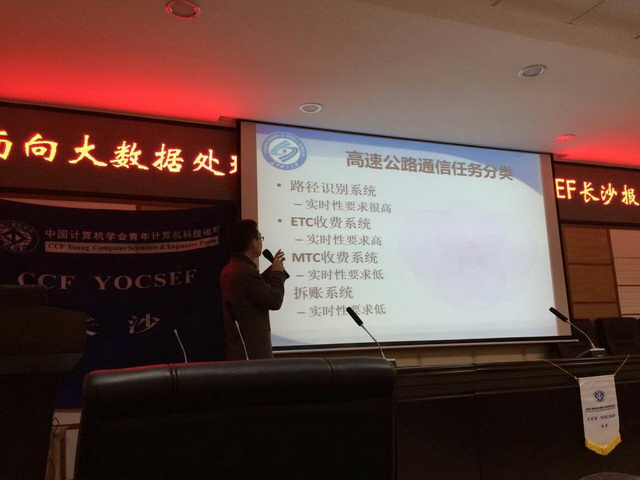 面向大数据处理
EF长沙报
高速公路通信任务分类
• 路径识别系统
– 实时性要求很高
• ETC收费系统
– 实时性要求高
MTC收费系统
– 实时性要求低
拆账系统
– 实时性要求低
中国计算机学会青年计算机科技论坛
CCF Young Computer Scientists & Engineers Forum
CCF YOCSEF
长沙
CCF YOCSEF